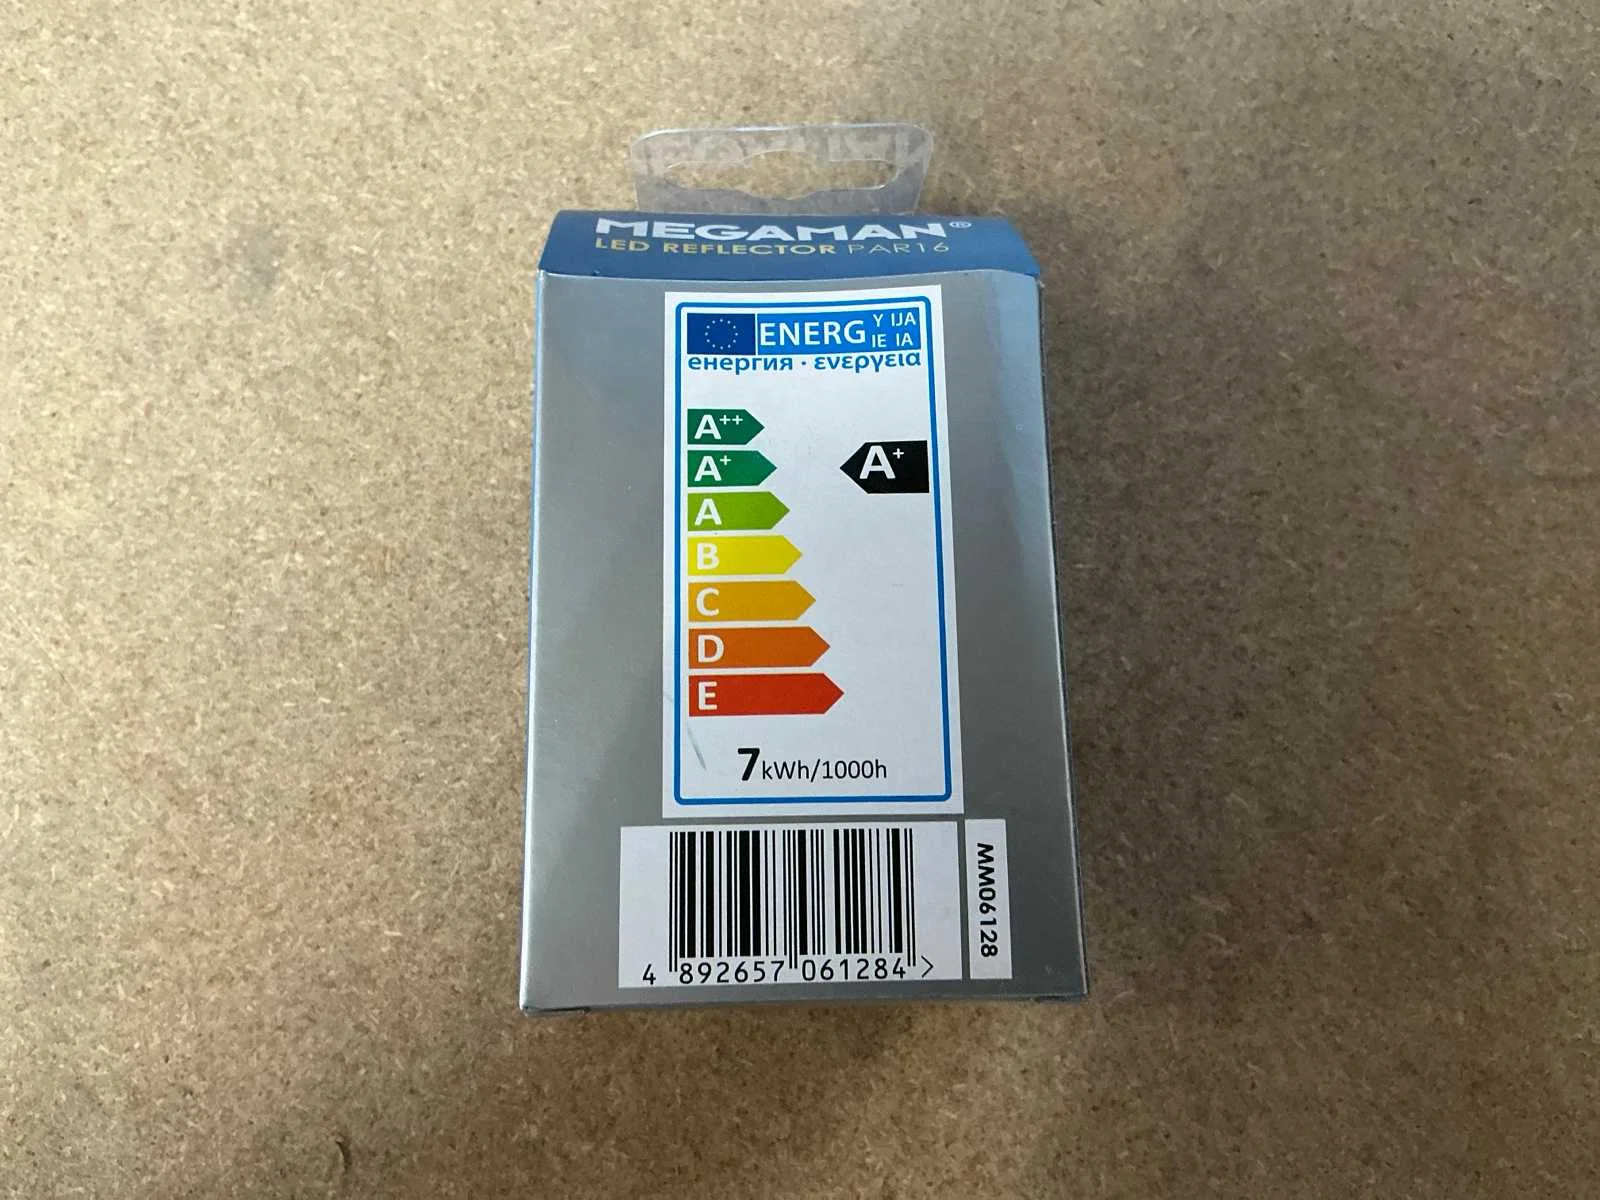 MEGAMAN®
LED REFLECTOR PAR16
ENERG Y IJA
IE IA
енергия · ενεργεια
A++
A+
A+
A
B
C
D
E
7 kWh/1000h
4 892657 061284 >
MM06128